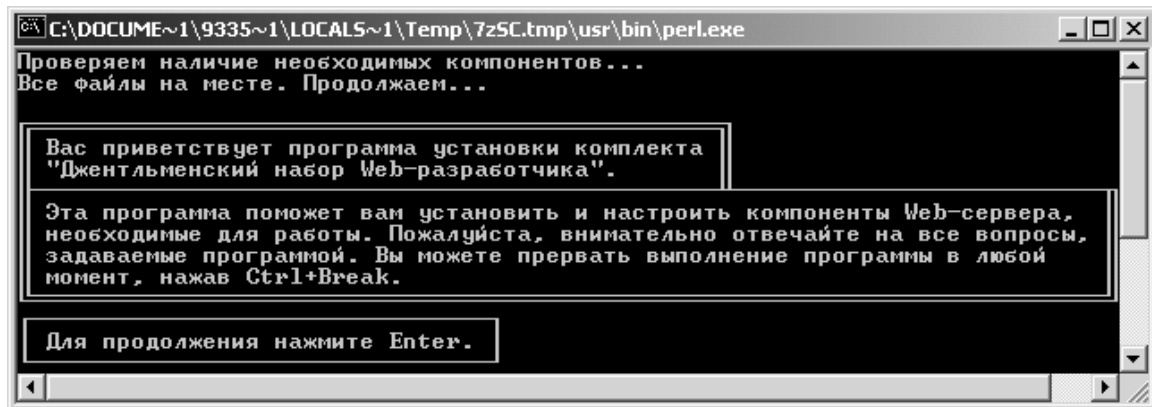 C:\DOCUME~1\9335~1\LOCALS~1\Temp\7zSC.tmp\usr\bin\perl.exe
Проверяем наличие необходимых компонентов...
Все файлы на месте. Продолжаем...
Вас приветствует программа установки комплекта
"Джентльменский набор Web-разработчика".
Эта программа поможет вам установить и настроить компоненты Web-сервера,
необходимые для работы. Пожалуйста, внимательно отвечайте на все вопросы,
задаваемые программой. Вы можете прервать выполнение программы в любой
момент, нажав Ctrl+Break.
Для продолжения нажмите Enter.